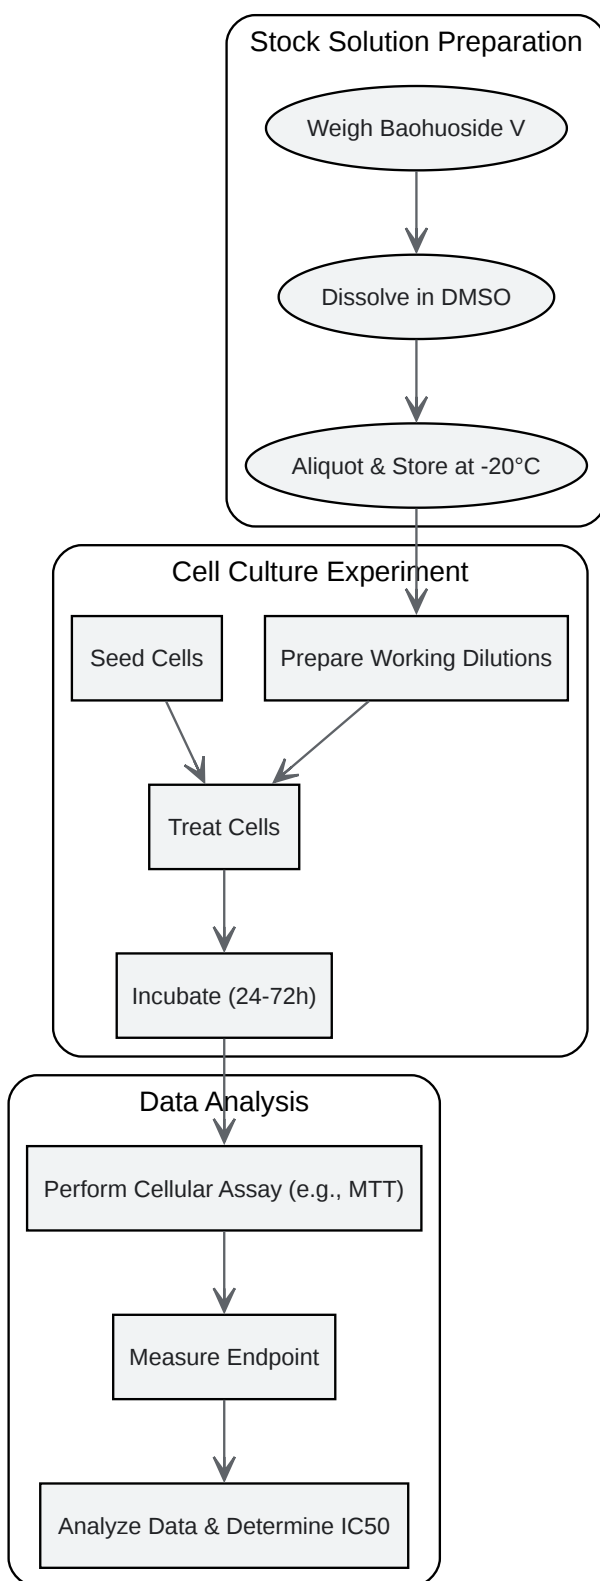 Stock Solution Preparation
Weigh Baohuoside V
Dissolve in DMSO
Aliquot & Store at -20°C
Cell Culture Experiment
Seed Cells
Prepare Working Dilutions
Treat Cells
Incubate (24-72h)
Data Analysis
Perform Cellular Assay (e.g., MTT)
Measure Endpoint
Analyze Data & Determine IC50